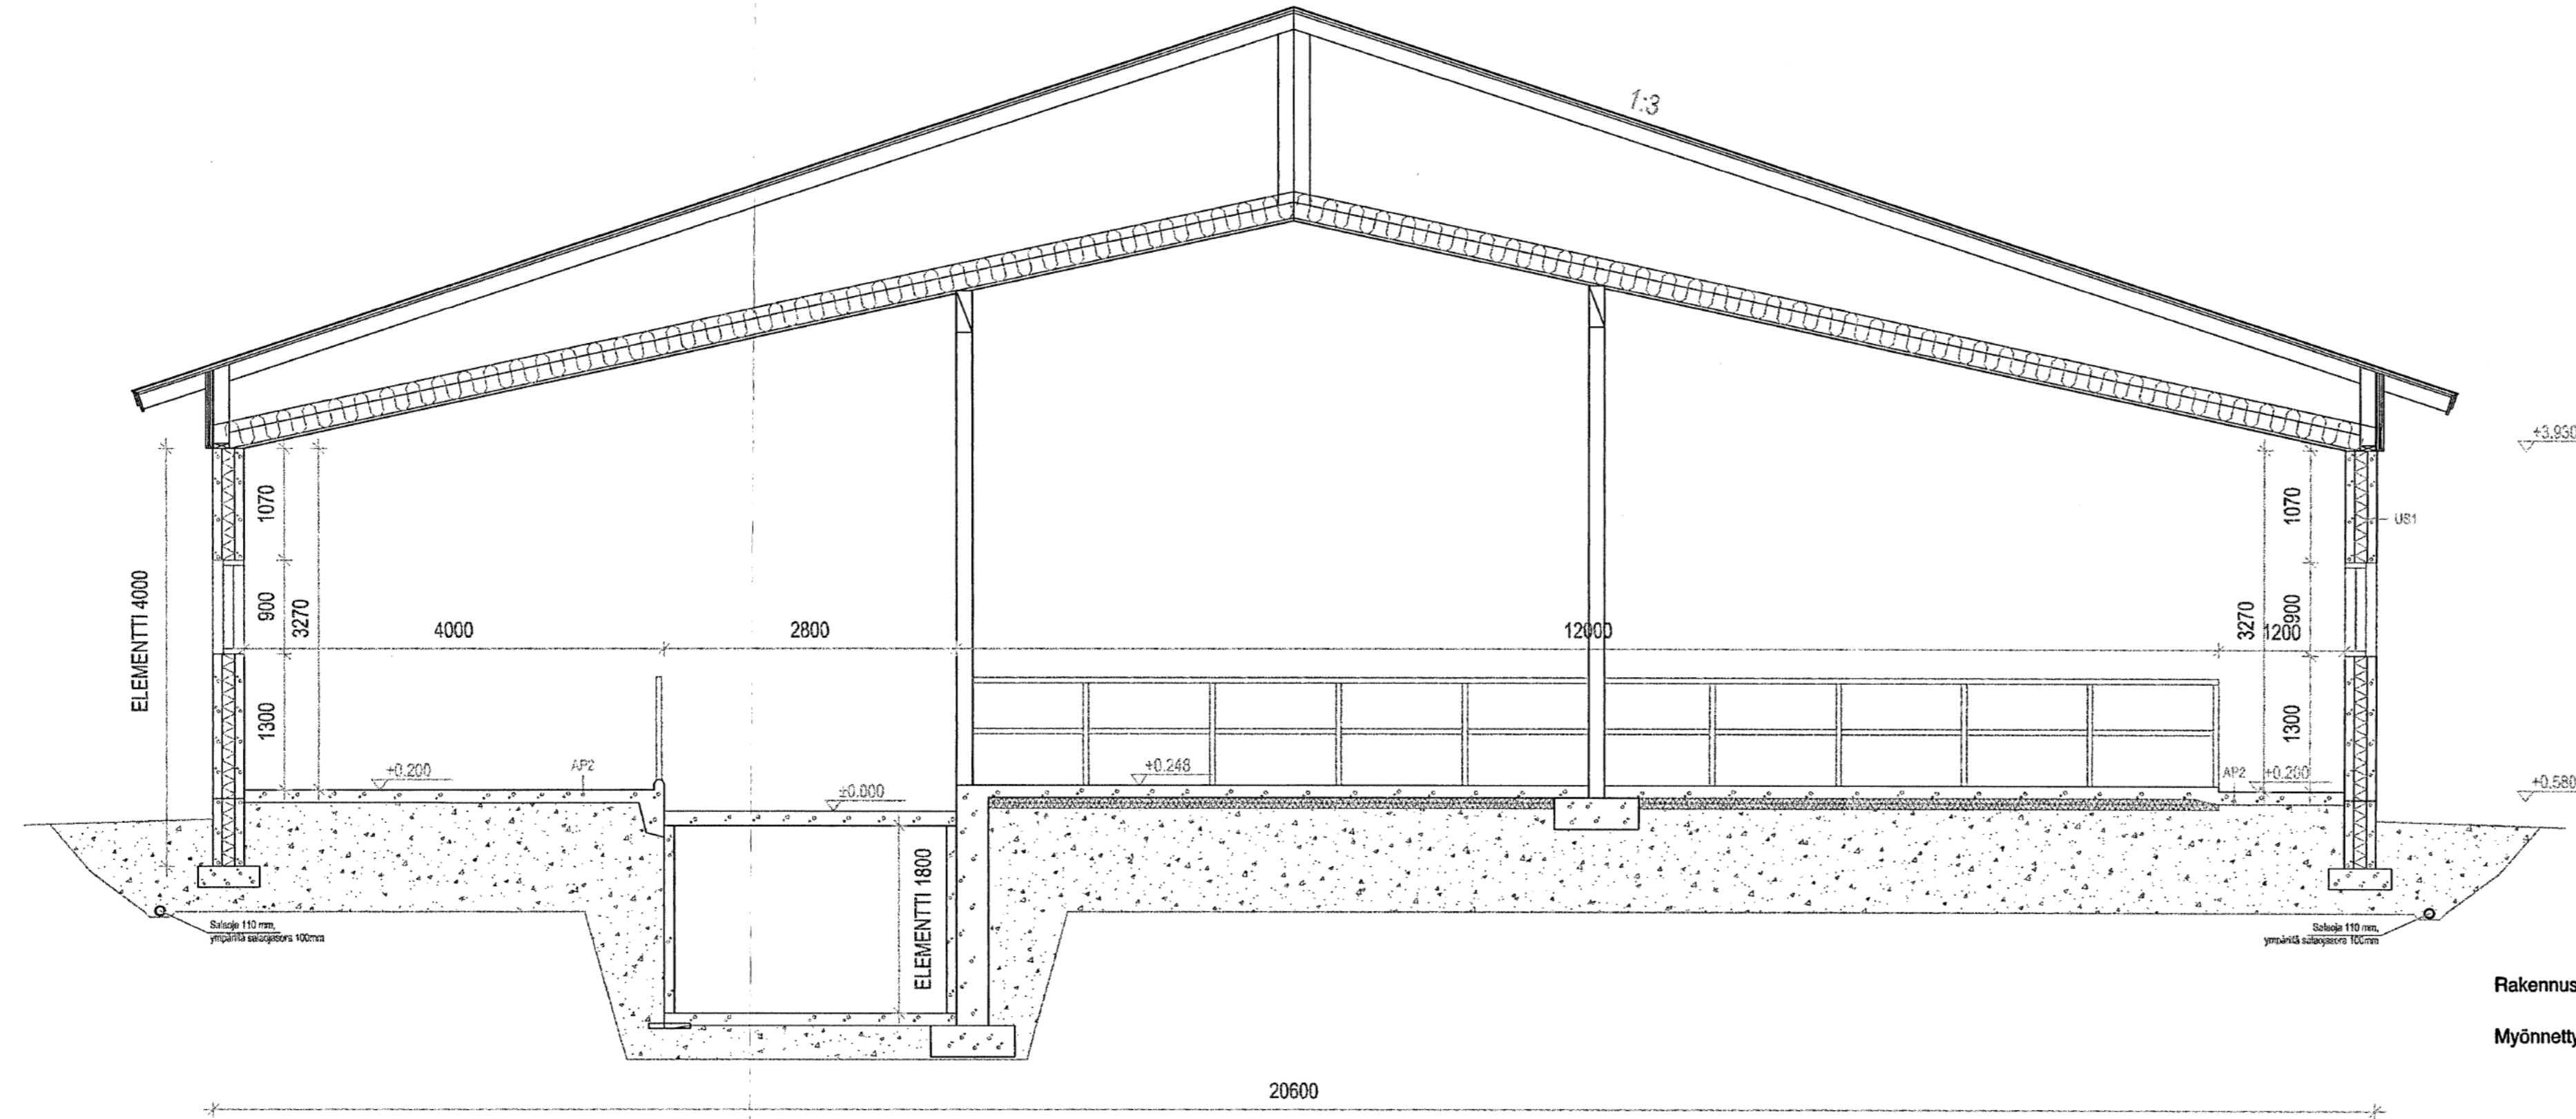 1:3
+3.930
ELEMENTTI 4000
1070
900
3270
1300
4000
2800
12000
1070
US1
3270
900
1200
1300
+0.200
AP2
±0.000
+0.248
AP2
+0.200
+0.580
ELEMENTTI 1800
Salaoja 110 mm,
ympärillä salaojasora 100mm
Salaoja 110 mm,
ympärillä salaojasora 100mm
Rakennus
Myönnetty
20600